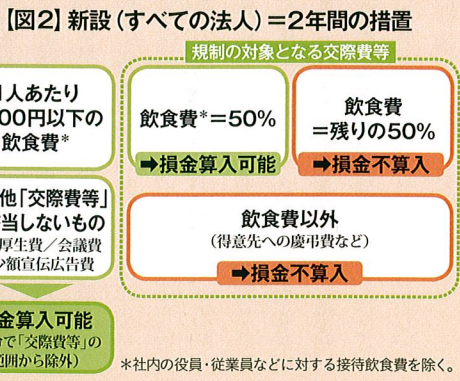 【図2】新設(すべての法人)=2年間の措置
規制の対象となる交際費等
人あたり
00円以下の
飲食費*
飲食費*=50%
➡損金算入可能
飲食費
=残りの50%
➡損金不算入
他「交際費等」
当しないもの
厚生費/会議費
額宣伝広告費
飲食費以外
(得意先への慶弔費など)
➡損金不算入
金算入可能
で「交際費等」の
範囲から除外)
*社内の役員・従業員などに対する接待飲食費を除く。